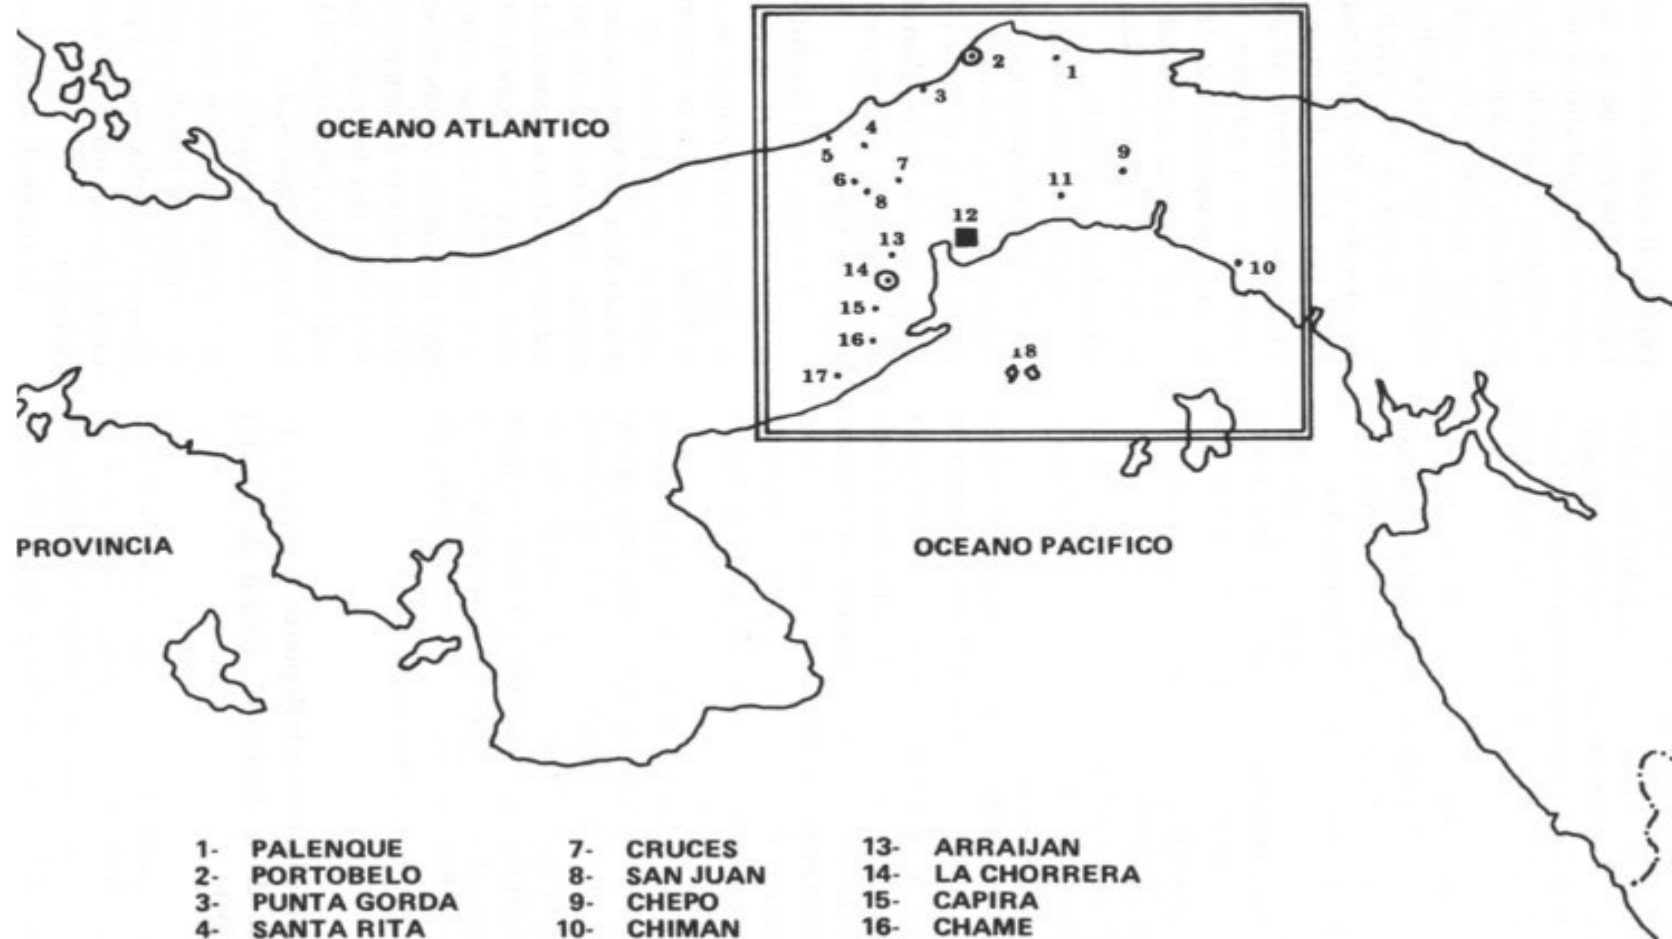 2
1
OCEANO ATLANTICO
3
4
5
9
7
6
11
8
12
13
14
10
15
16
18
17
PROVINCIA
OCEANO PACIFICO
1- PALENQUE 7- CRUCES 13- ARRAIJAN
2- PORTOBELO 8- SAN JUAN 14- LA CHORRERA
3- PUNTA GORDA 9- CHEPO 15- CAPIRA
4- SANTA RITA 10- CHIMAN 16- CHAME